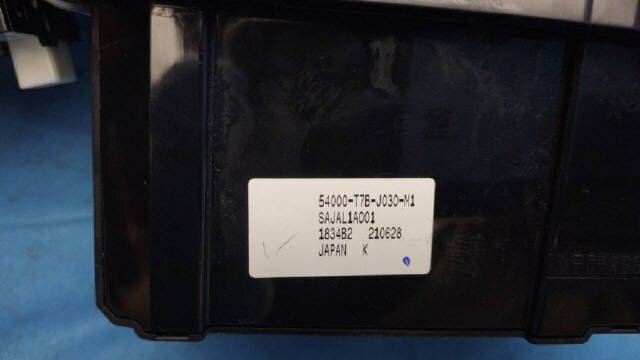 54000-T7B-J030-M1
SAJAL1A001
1834B2 210628
JAPAN K